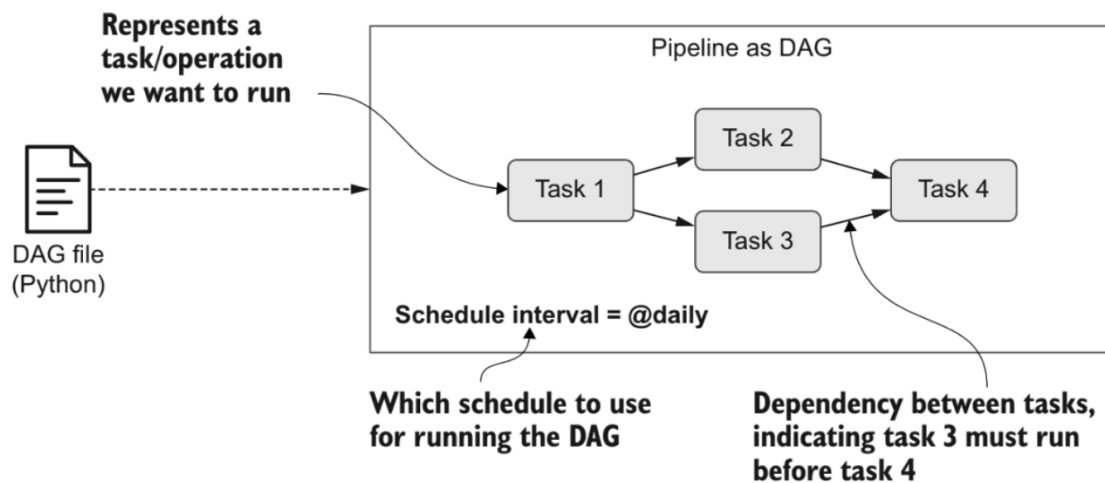 Represents a
task/operation
we want to run
Pipeline as DAG
Task 2
Task 1
Task 4
Task 3
DAG file
(Python)
Schedule interval = @daily
Which schedule to use
for running the DAG
Dependency between tasks,
indicating task 3 must run
before task 4